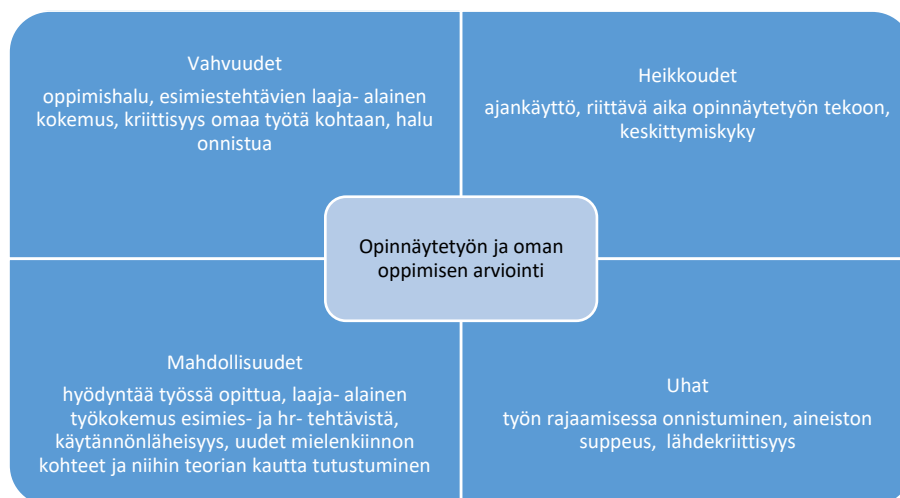 Vahvuudet
oppimishalu, esimiestehtävien laaja- alainen
kokemus, kriittisyys omaa työtä kohtaan, halu
onnistua
Heikkoudet
ajankäyttö, riittävä aika opinnäytetyön tekoon,
keskittymiskyky
Opinnäytetyön ja oman
oppimisen arviointi
Mahdollisuudet
hyödyntää työssä opittua, laaja- alainen
työkokemus esimies- ja hr- tehtävistä,
käytännönläheisyys, uudet mielenkiinnon
kohteet ja niihin teorian kautta tutustuminen
Uhat
työn rajaamisessa onnistuminen, aineiston
suppeus, lähdekriittisyys